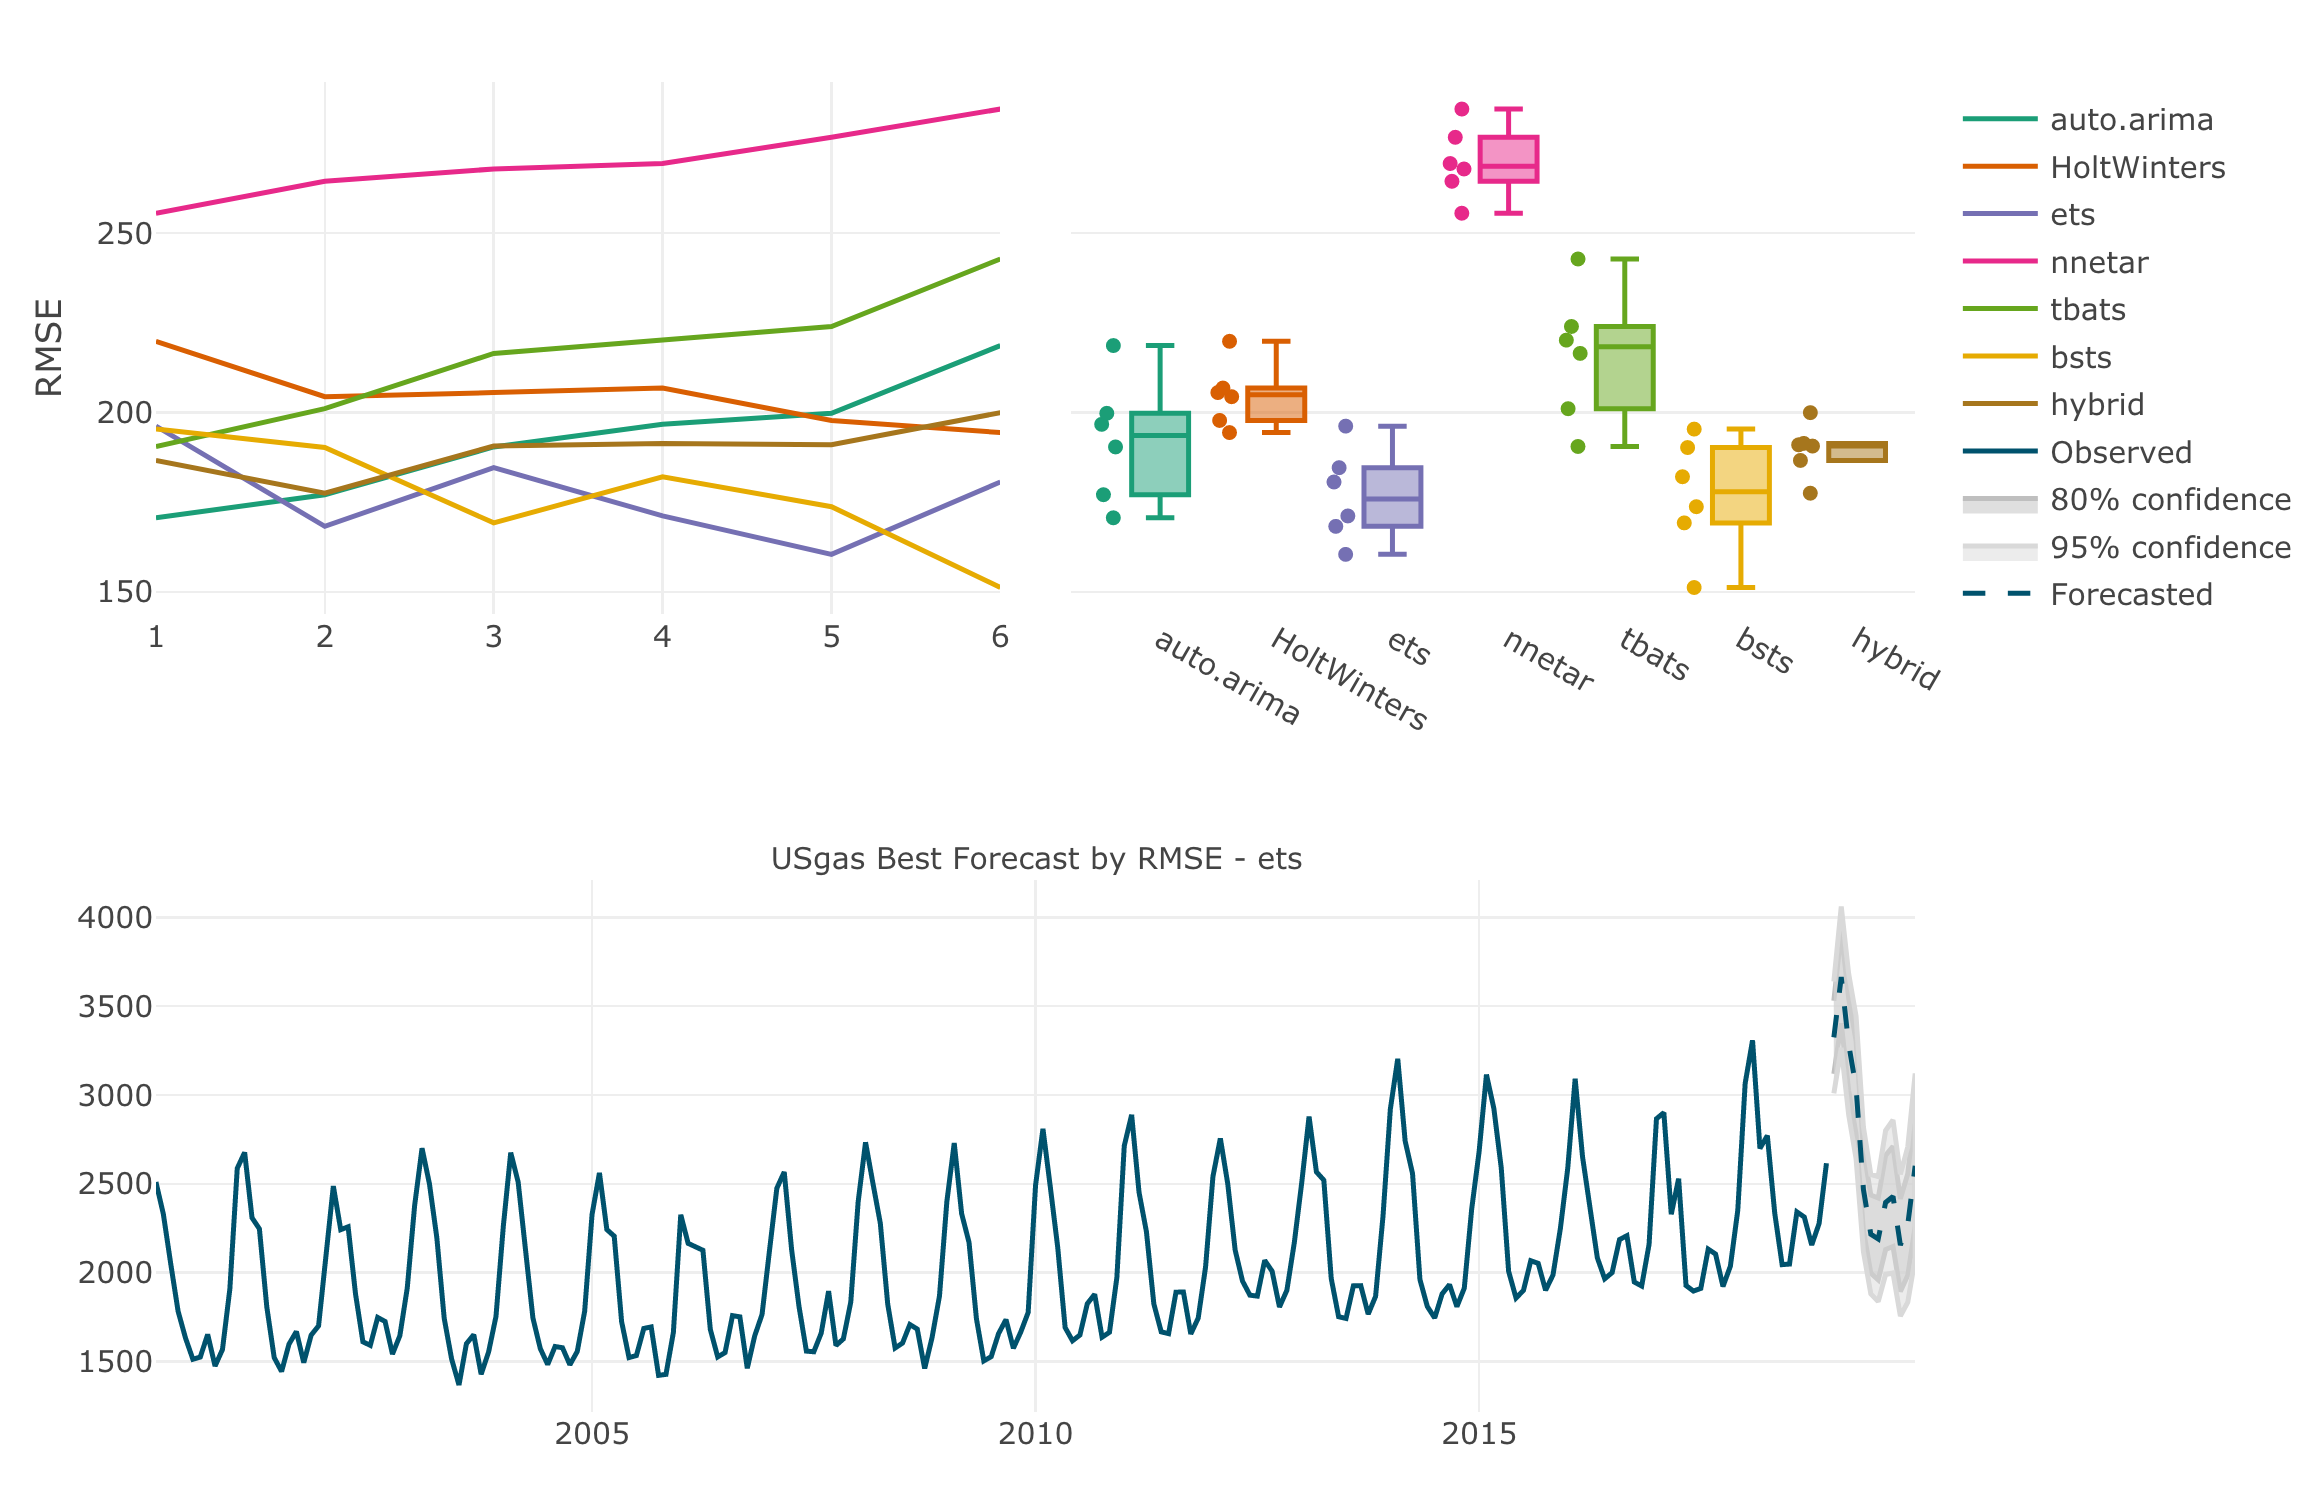 RMSE
250
200
150
1 2 3 4 5 6
auto.arima HoltWinters ets nnetar tbats bsts hybrid
auto.arima
HoltWinters
ets
nnetar
tbats
bsts
hybrid
Observed
80% confidence
95% confidence
Forecasted
USgas Best Forecast by RMSE - ets
4000
3500
3000
2500
2000
1500
2005 2010 2015